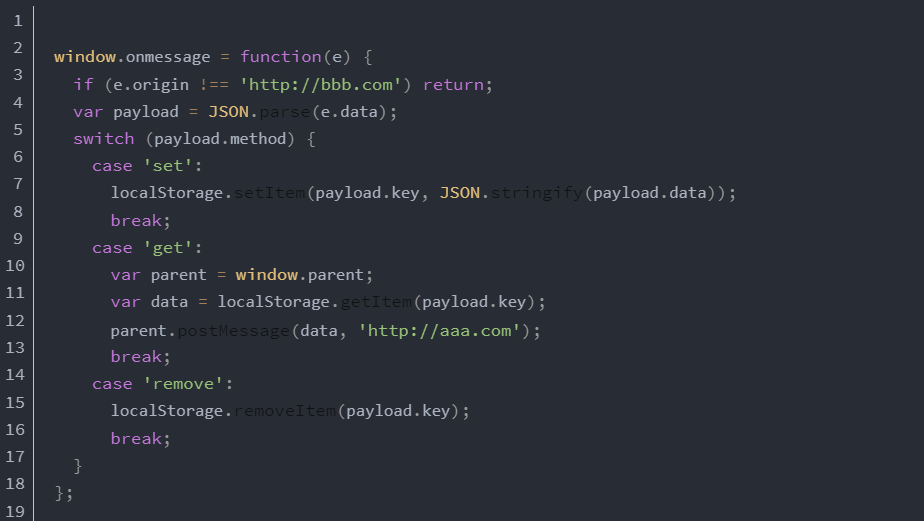 1
2 window.onmessage = function(e) {
3 if (e.origin !== 'http://bbb.com') return;
4 var payload = JSON.parse(e.data);
5 switch (payload.method) {
6 case 'set':
7 localStorage.setItem(payload.key, JSON.stringify(payload.data));
8 break;
9 case 'get':
10 var parent = window.parent;
11 var data = localStorage.getItem(payload.key);
12 parent.postMessage(data, 'http://aaa.com');
13 break;
14 case 'remove':
15 localStorage.removeItem(payload.key);
16 break;
17 }
18 };
19